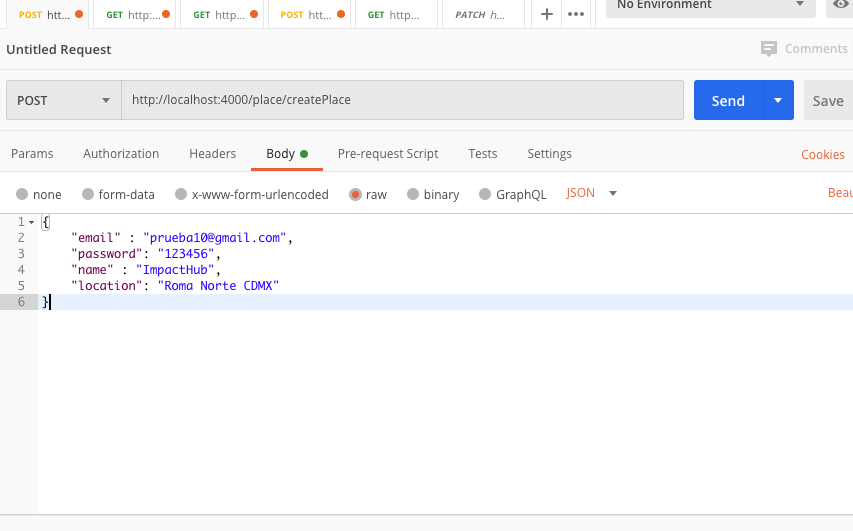 POST htt... GET http:... GET http... POST htt... GET http... PATCH h... + ••• No Environment
Untitled Request Comments
POST http://localhost:4000/place/createPlace Send Save
Params Authorization Headers Body Pre-request Script Tests Settings Cookies
none form-data x-www-form-urlencoded raw binary GraphQL JSON Beau
1 {
2 "email" : "prueba10@gmail.com",
3 "password": "123456",
4 "name" : "ImpactHub",
5 "location": "Roma Norte CDMX"
6 }